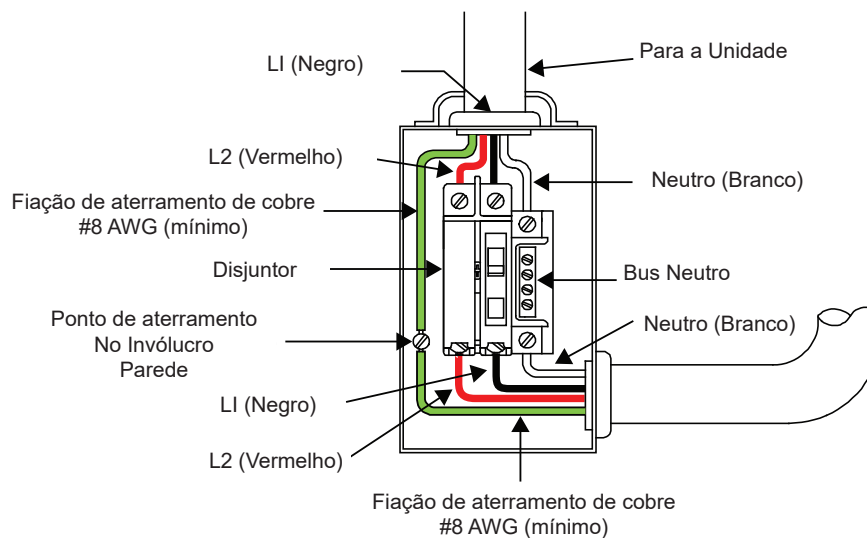 Para a Unidade
LI (Negro)
L2 (Vermelho)
Neutro (Branco)
Fiação de aterramento de cobre
#8 AWG (mínimo)
Disjuntor
Bus Neutro
Ponto de aterramento
No Invólucro
Parede
Neutro (Branco)
LI (Negro)
L2 (Vermelho)
Fiação de aterramento de cobre
#8 AWG (mínimo)